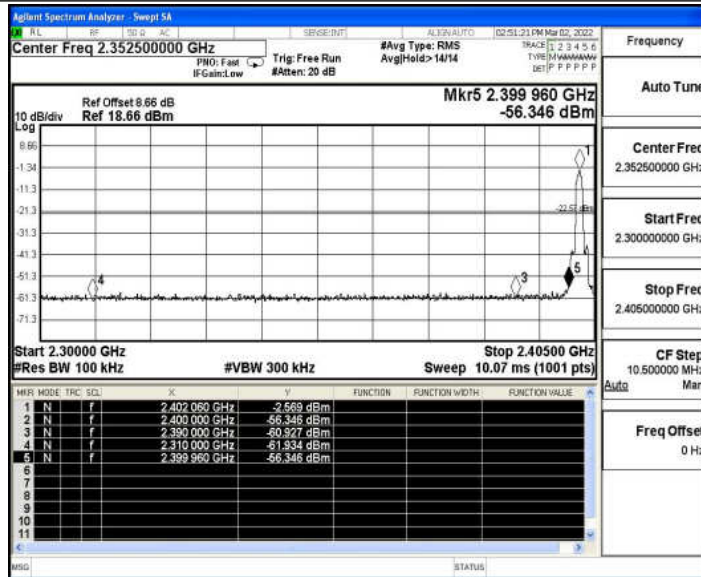 Agilent Spectrum Analyzer - Swept SA
RL RF 50 Ω AC SENSE:INT ALIGN AUTO 02:51:21 PM Mar 02, 2022
Center Freq 2.352500000 GHz
PNO: Fast
IFGain:Low
Trig: Free Run
#Atten: 20 dB
#Avg Type: RMS
Avg|Hold:> 14/14
TRACE 1 2 3 4 5 6
TYPE M
DET P P P P P P
Ref Offset 8.66 dB
10 dB/div Ref 18.66 dBm
Log
Mkr5 2.399 960 GHz
-56.346 dBm
8.66
-1.34
-11.3
-21.3
-31.3
-41.3
-51.3
-61.3
-71.3
1
3
4
5
Start 2.30000 GHz Stop 2.40500 GHz
#Res BW 100 kHz #VBW 300 kHz Sweep 10.07 ms (1001 pts)
MKR MODE TRC SCL X Y FUNCTION FUNCTION WIDTH FUNCTION VALUE
1 N f 2.402 060 GHz -2.569 dBm
2 N f 2.400 000 GHz -56.346 dBm
3 N f 2.390 000 GHz -60.927 dBm
4 N f 2.310 000 GHz -61.934 dBm
5 N f 2.399 960 GHz -56.346 dBm
6
7
8
9
10
11
MSG STATUS
Frequency
Auto Tune
Center Freq
2.352500000 GHz
Start Freq
2.300000000 GHz
Stop Freq
2.405000000 GHz
CF Step
10.500000 MHz
Auto Man
Freq Offset
0 Hz